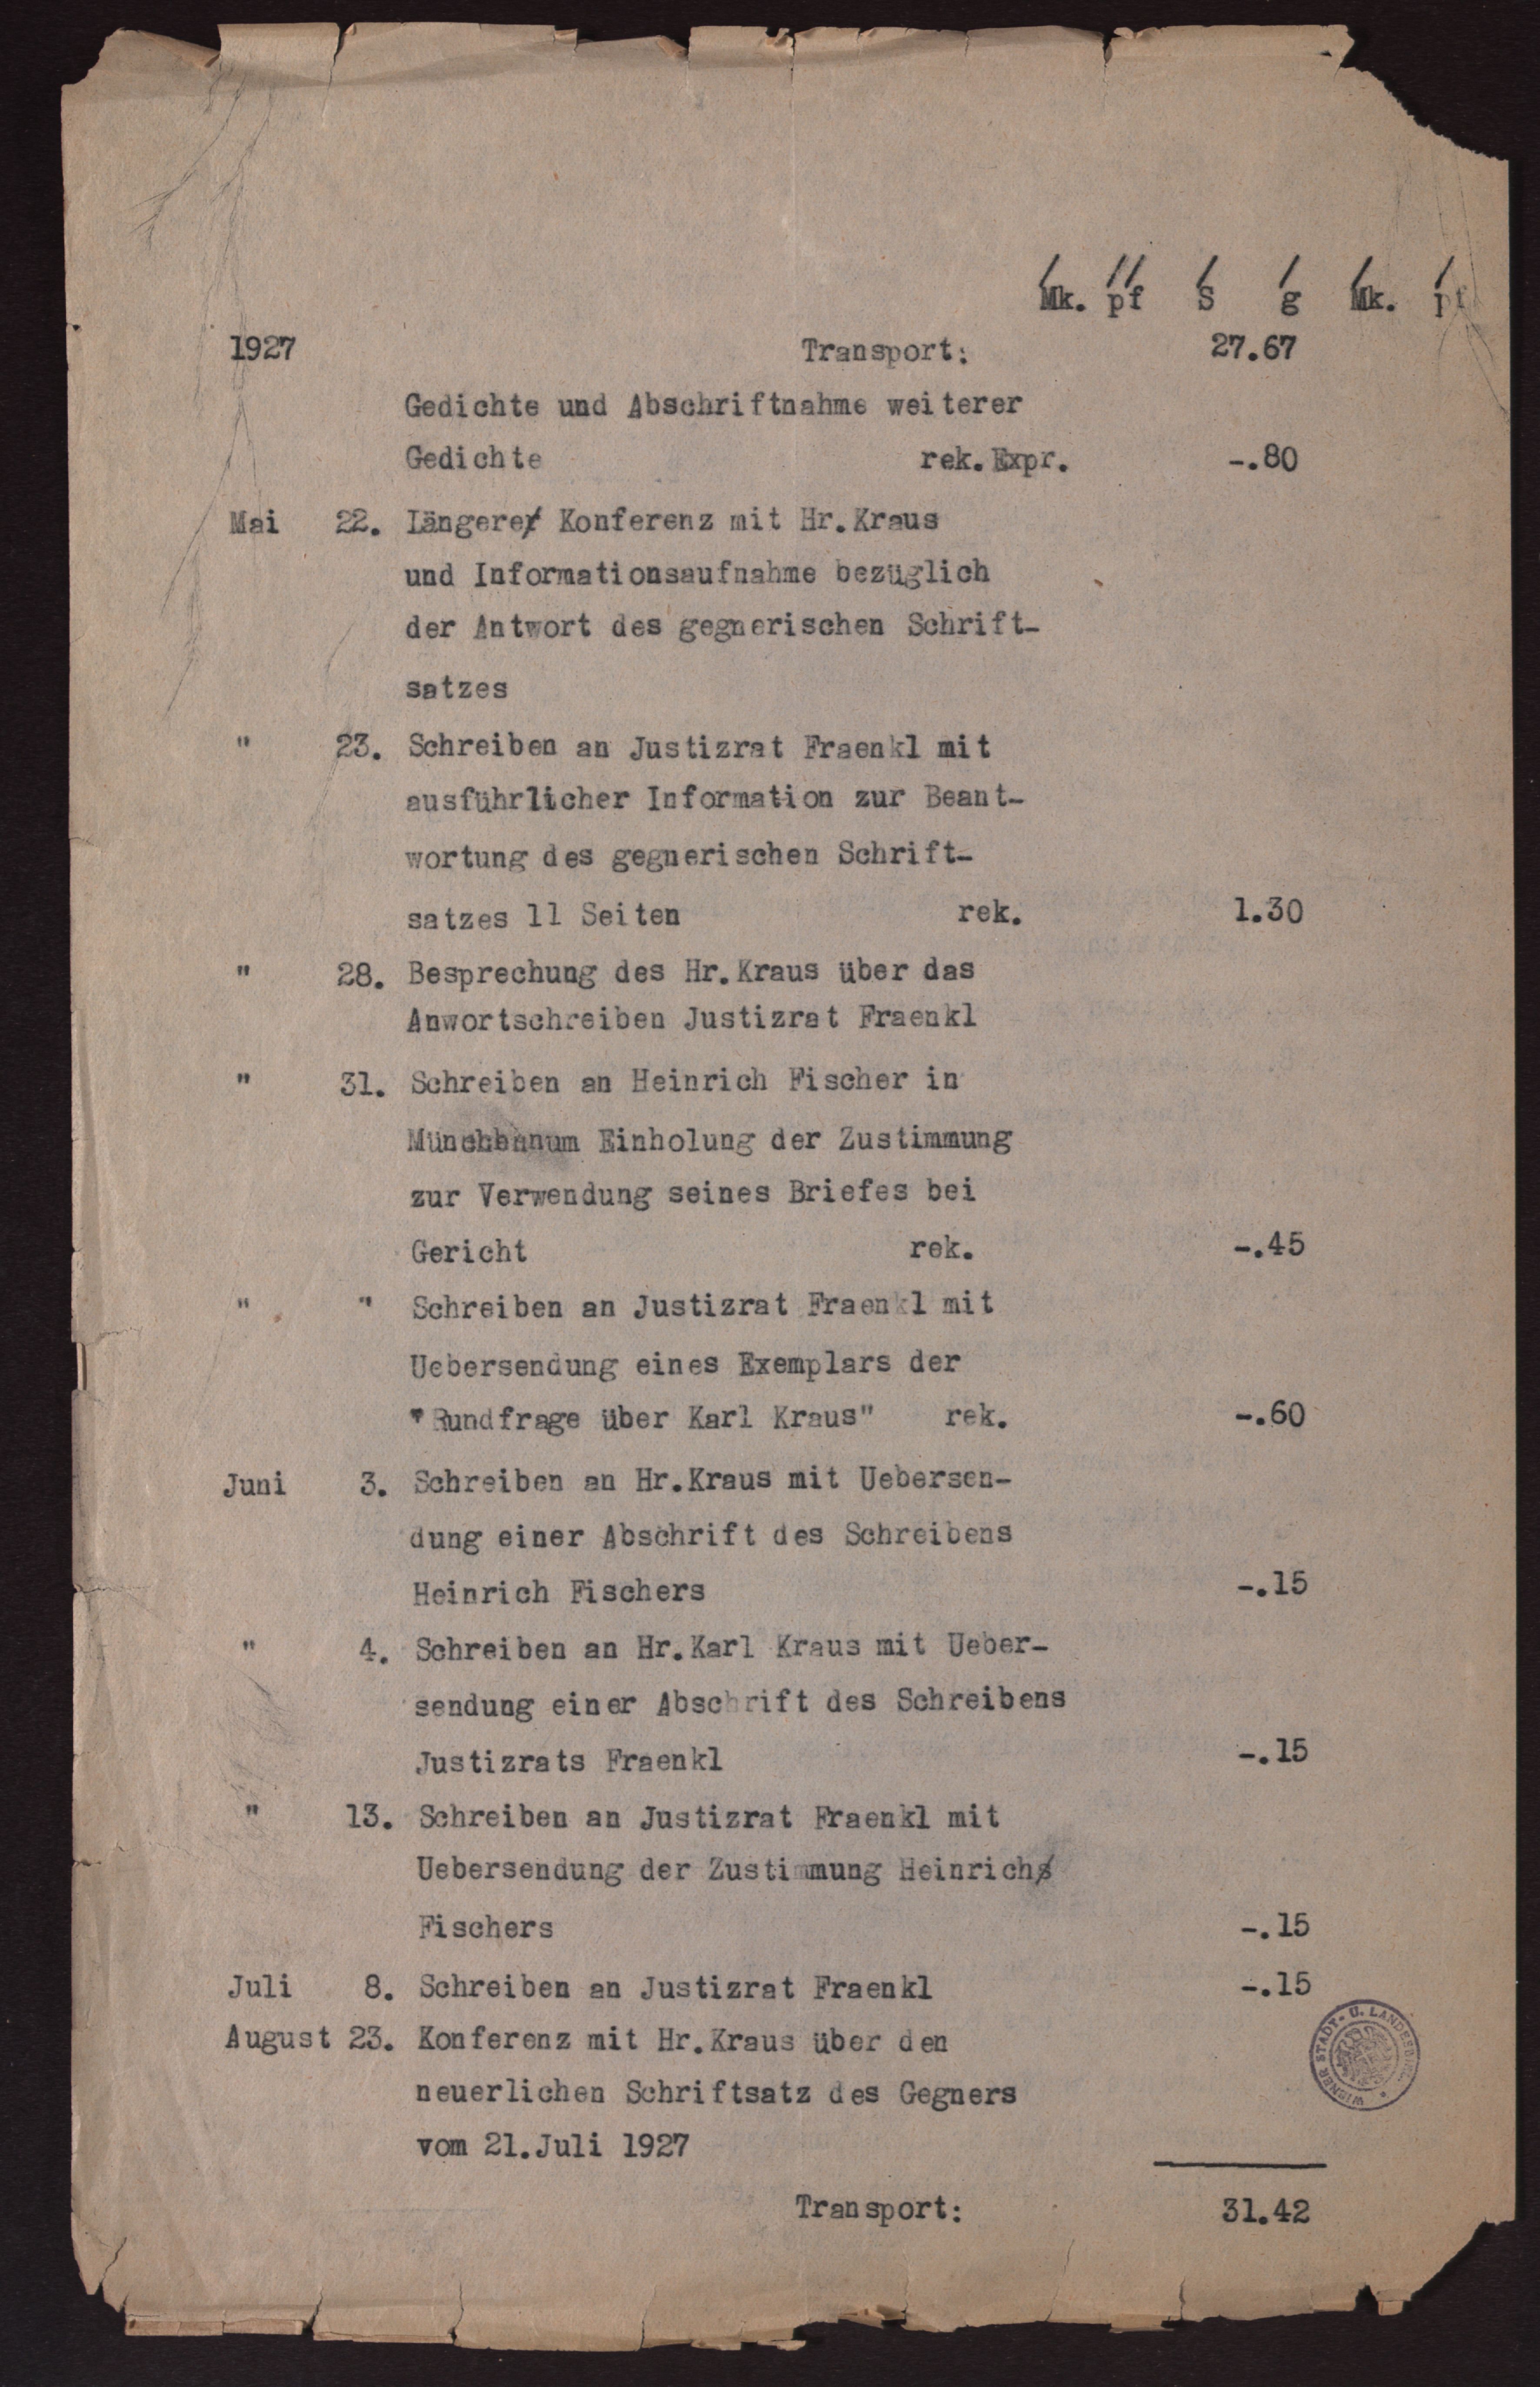 Mk. pf S g Mk. pf
1927 Transport: 27.67
Gedichte und Abschriftnahme weiterer
Gedichte rek.Expr. -.80
Mai 22. Längere Konferenz mit Hr.Kraus
und Informationsaufnahme bezüglich
der Antwort des gegnerischen Schrift-
satzes
" 23. Schreiben an Justizrat Fraenkl mit
ausführlicher Information zur Beant-
wortung des gegnerischen Schrift-
satzes 11 Seiten rek. 1.30
" 28. Besprechung des Hr.Kraus über das
Anwortschreiben Justizrat Fraenkl
" 31. Schreiben an Heinrich Fischer in
Einholung der Zustimmung
zur Verwendung seines Briefes bei
Gericht rek. -.45
" " Schreiben an Justizrat Fraenkl mit
Uebersendung eines Exemplars der
"Rundfrage über Karl Kraus" rek. -.60
Juni 3. Schreiben an Hr.Kraus mit Uebersen-
dung einer Abschrift des Schreibens
Heinrich Fischers -.15
" 4. Schreiben an Hr.Karl Kraus mit Ueber-
sendung einer Abschrift des Schreibens
Justizrats Fraenkl -.15
" 13. Schreiben an Justizrat Fraenkl mit
Uebersendung der Zustimmung Heinrich
Fischers -.15
Juli 8. Schreiben an Justizrat Fraenkl -.15
August 23. Konferenz mit Hr.Kraus über den
neuerlichen Schriftsatz des Gegners
vom 21.Juli 1927
WIENER STADT- U.
Transport: 31.42